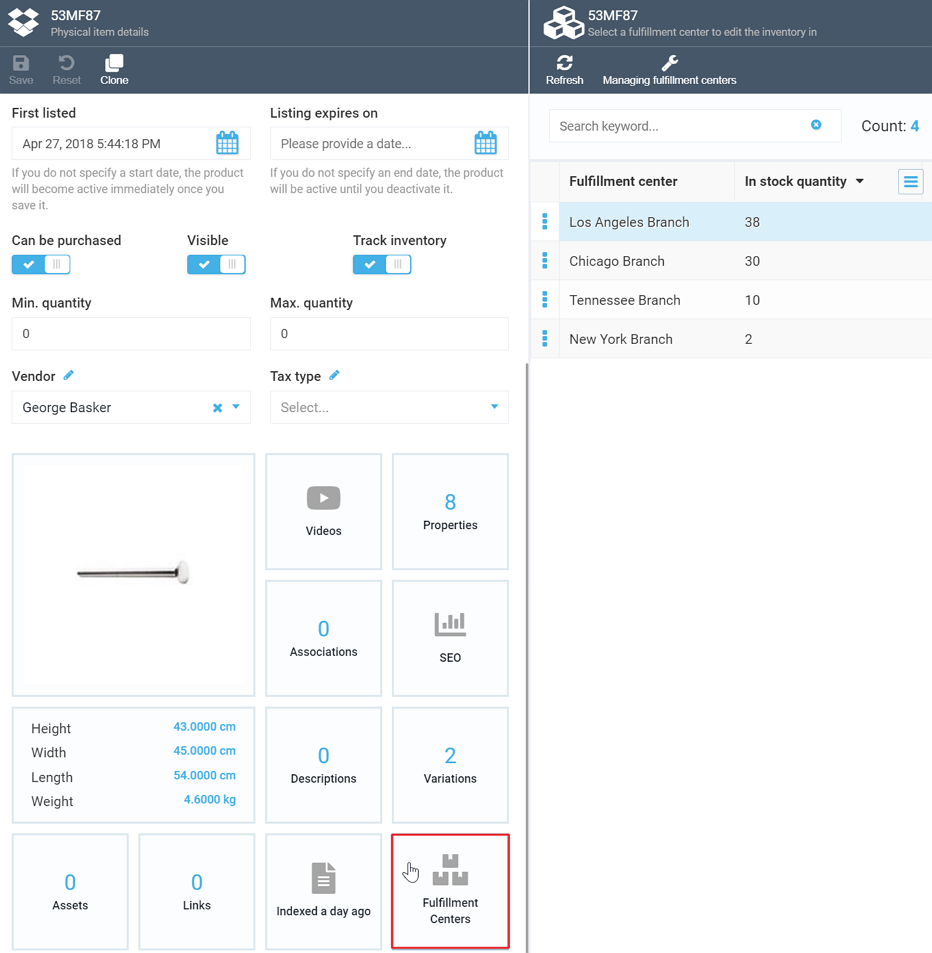 53MF87
Physical item details
Save
Reset
Clone
First listed
Listing expires on
Apr 27, 2018 5:44:18 PM
Please provide a date...
If you do not specify a start date, the product
will become active immediately once you
save it.
If you do not specify an end date, the product
will be active until you deactivate it.
Can be purchased
Visible
Track inventory
Min. quantity
Max. quantity
0
0
Vendor
Tax type
George Basker
Select...
Videos
8
Properties
0
Associations
SEO
Height 43.0000 cm
Width 45.0000 cm
Length 54.0000 cm
Weight 4.6000 kg
0
Descriptions
2
Variations
0
Assets
0
Links
Indexed a day ago
Fulfillment
Centers
53MF87
Select a fulfillment center to edit the inventory in
Refresh
Managing fulfillment centers
Search keyword...
Count: 4
Fulfillment center In stock quantity
Los Angeles Branch 38
Chicago Branch 30
Tennessee Branch 10
New York Branch 2